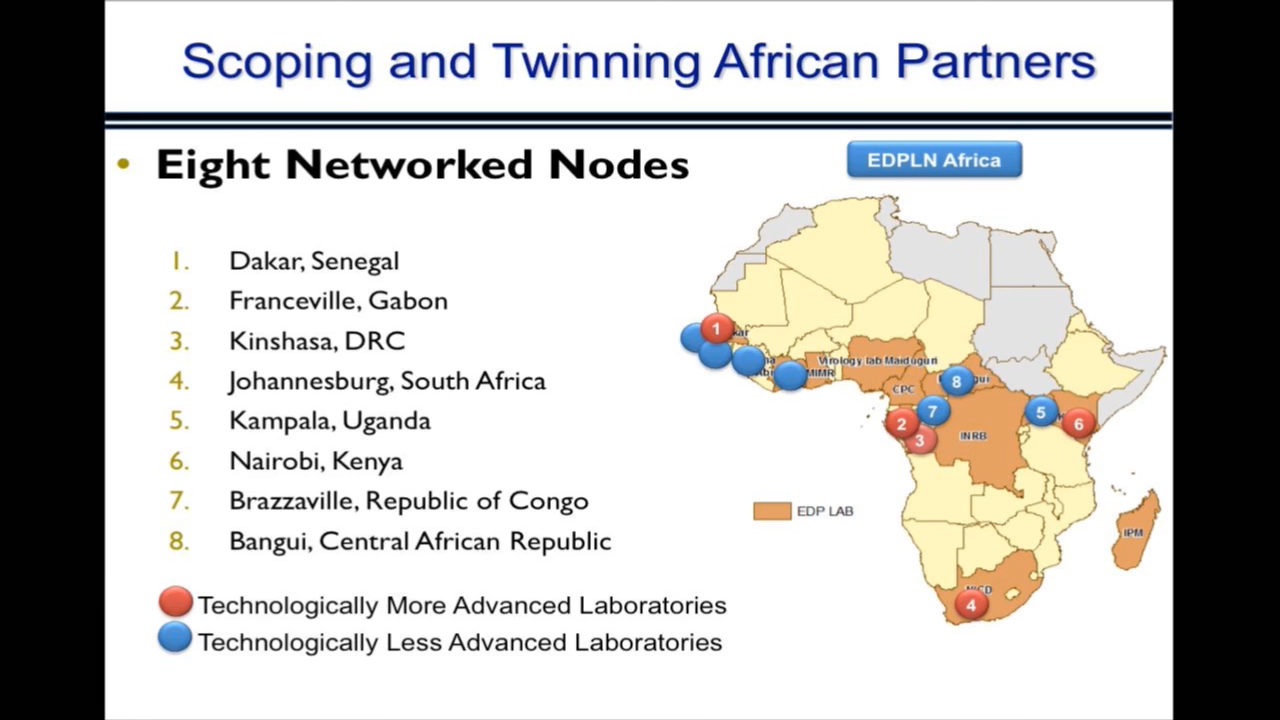 Scoping and Twinning African Partners
• Eight Networked Nodes
EDPLN Africa
1. Dakar, Senegal
2. Franceville, Gabon
3. Kinshasa, DRC
4. Johannesburg, South Africa
5. Kampala, Uganda
6. Nairobi, Kenya
7. Brazzaville, Republic of Congo
8. Bangui, Central African Republic
1
Virology lab Maiduguri
MIMR
CPC
8
7
5
2
6
3
INRB
EDP LAB
IPM
4
Technologically More Advanced Laboratories
Technologically Less Advanced Laboratories